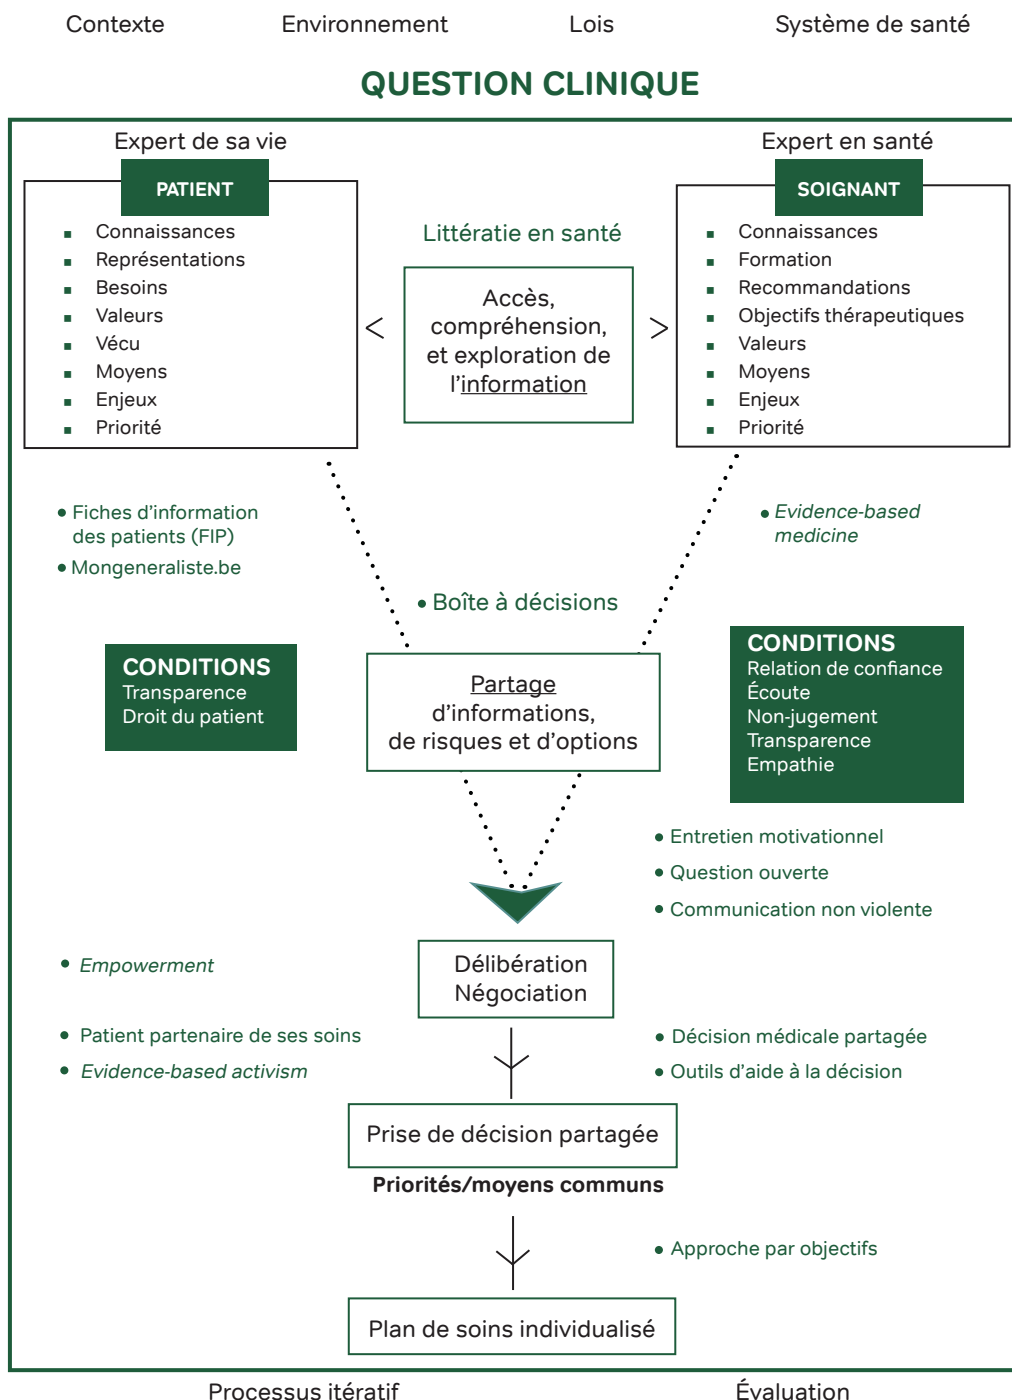 Contexte Environnement Lois Système de santé
QUESTION CLINIQUE
Expert de sa vie
PATIENT
Connaissances
Représentations
Besoins
Valeurs
Vécu
Moyens
Enjeux
Priorité
Littératie en santé
<
Accès,
compréhension,
et exploration de
l'information
>
Expert en santé
SOIGNANT
Connaissances
Formation
Recommandations
Objectifs thérapeutiques
Valeurs
Moyens
Enjeux
Priorité
• Fiches d'information
des patients (FIP)
• Mongeneraliste.be
• Evidence-based
medicine
• Boîte à décisions
CONDITIONS
Transparence
Droit du patient
Partage
d'informations,
de risques et d'options
CONDITIONS
Relation de confiance
Écoute
Non-jugement
Transparence
Empathie
• Entretien motivationnel
• Question ouverte
• Communication non violente
• Empowerment
• Patient partenaire de ses soins
• Evidence-based activism
Délibération
Négociation
• Décision médicale partagée
• Outils d'aide à la décision
Prise de décision partagée
Priorités/moyens communs
• Approche par objectifs
Plan de soins individualisé
Processus itératif Évaluation